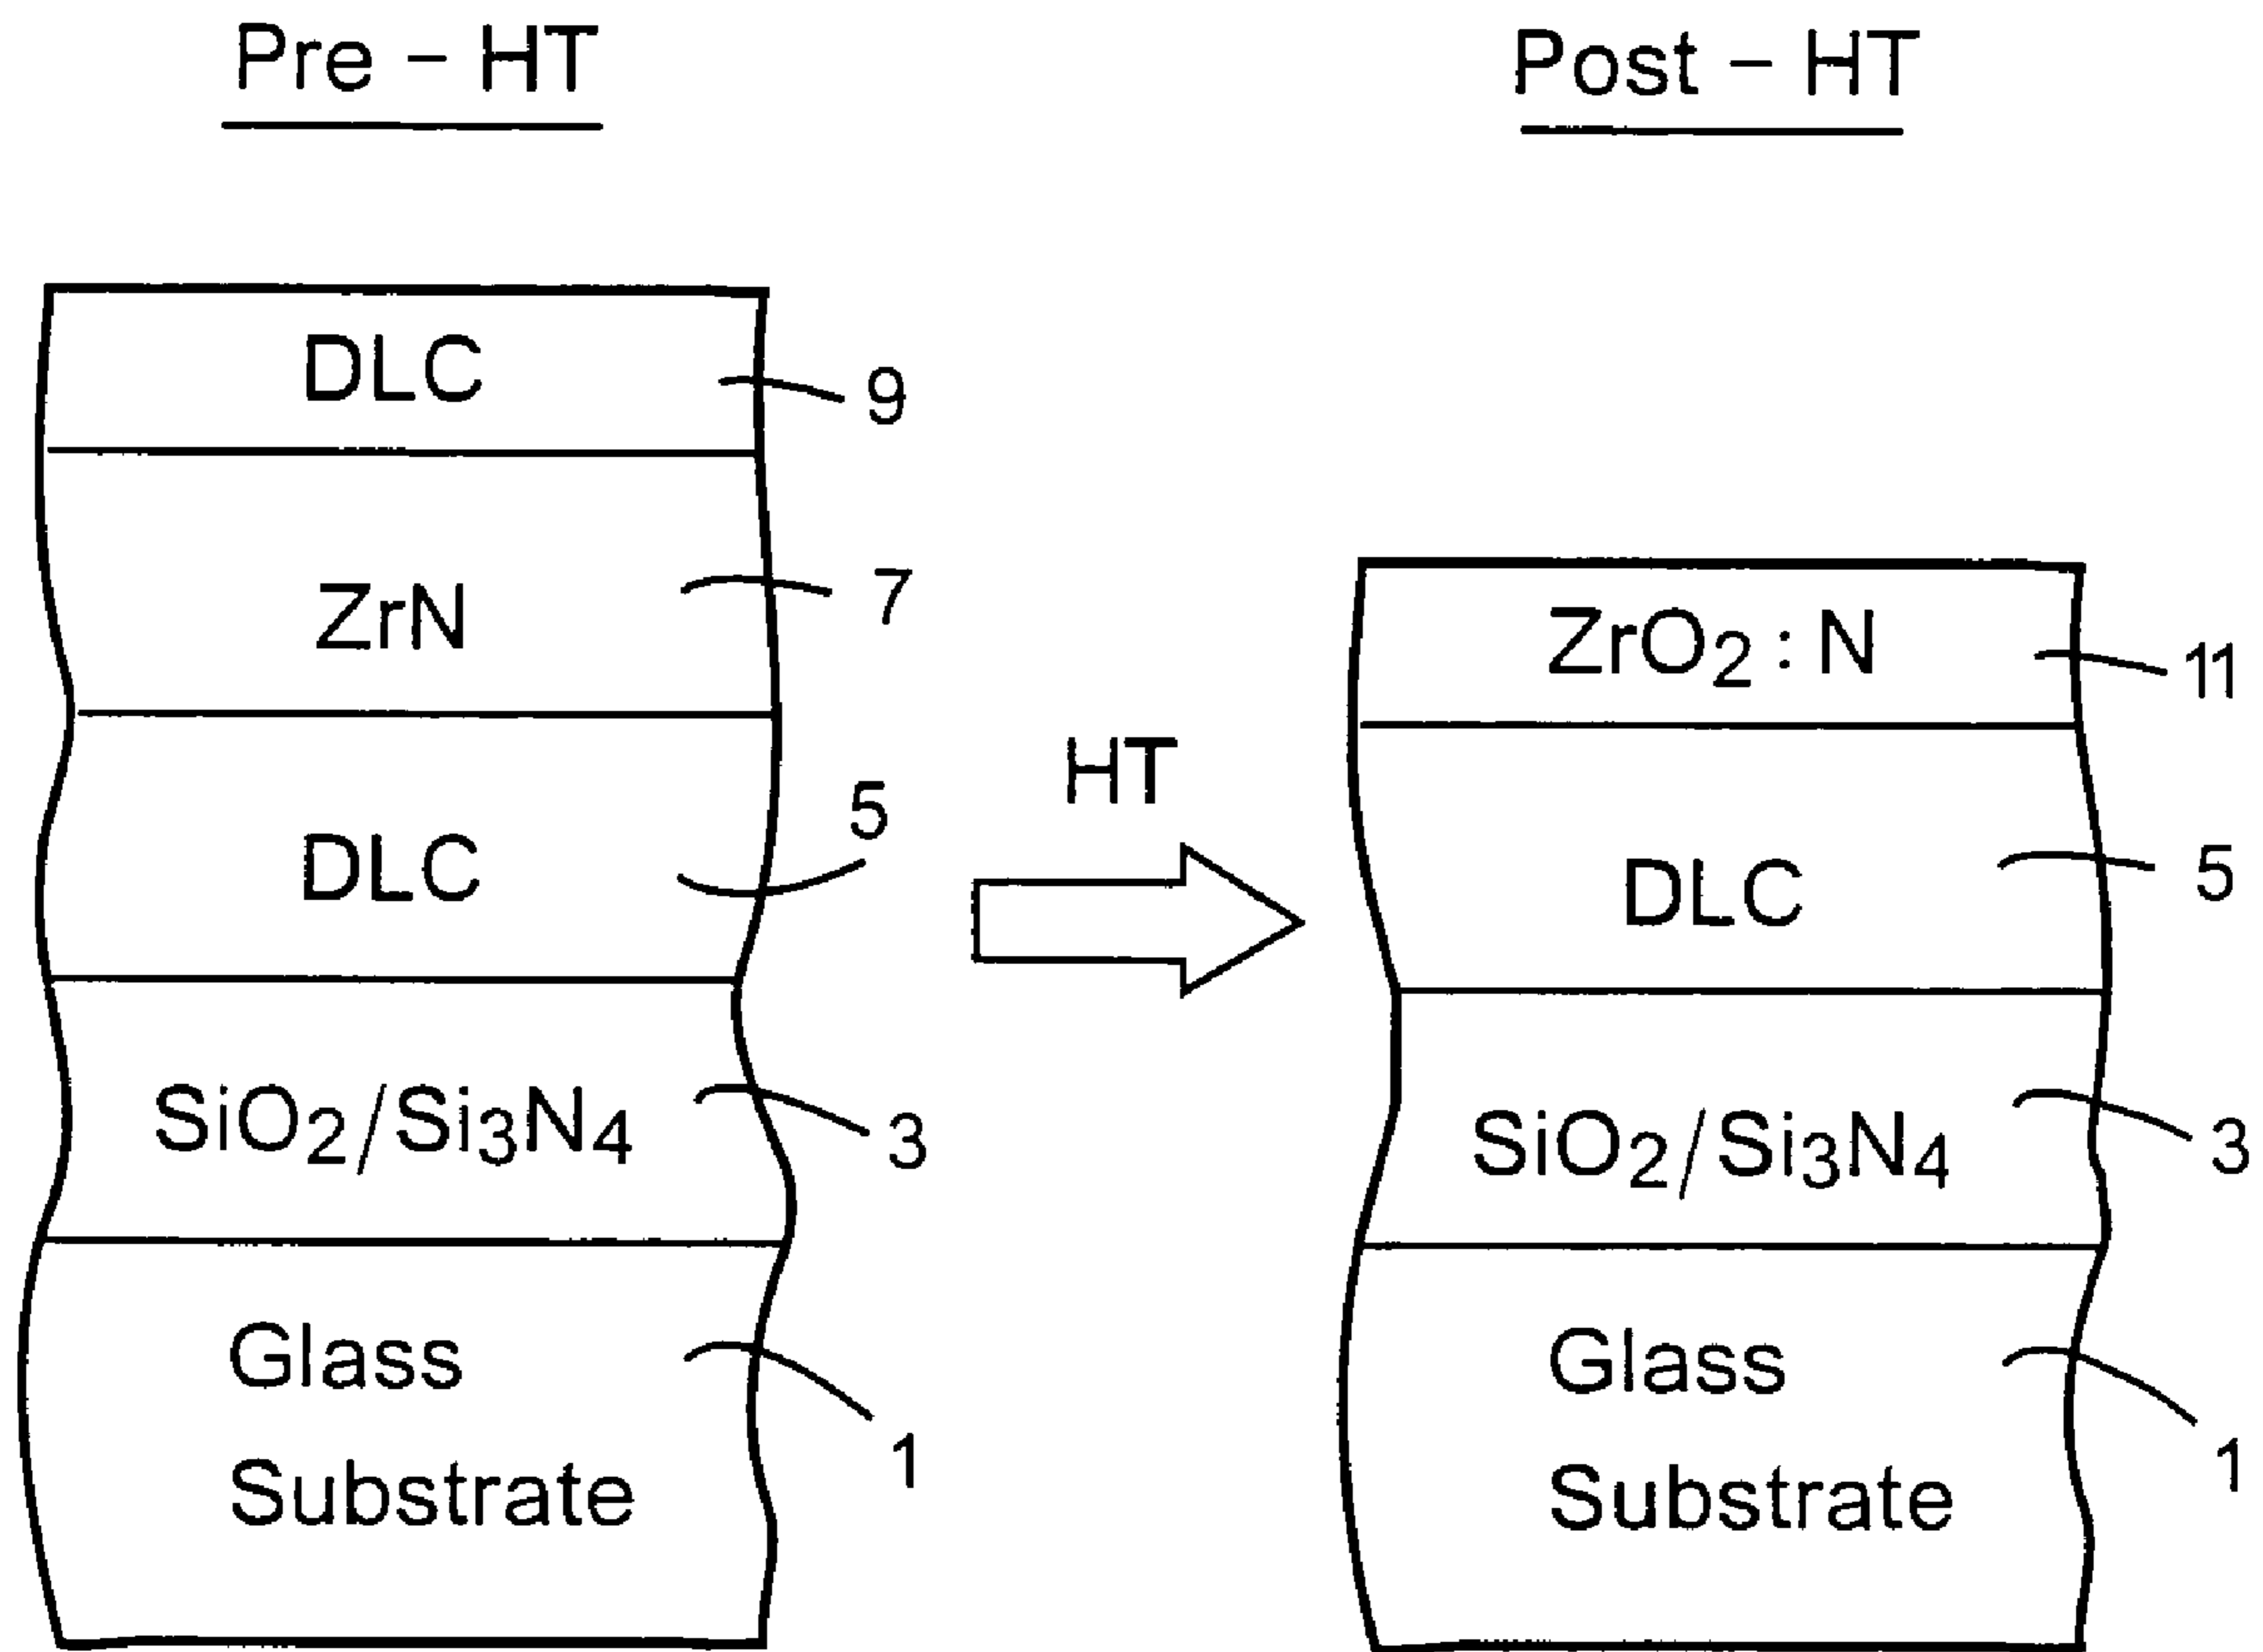 Pre – HT
DLC
9
ZrN
7
DLC
5
SiO₂/Si₃N₄
3
Glass
Substrate
1
HT
Post – HT
ZrO₂ : N
11
DLC
5
SiO₂/Si₃N₄
3
Glass
Substrate
1